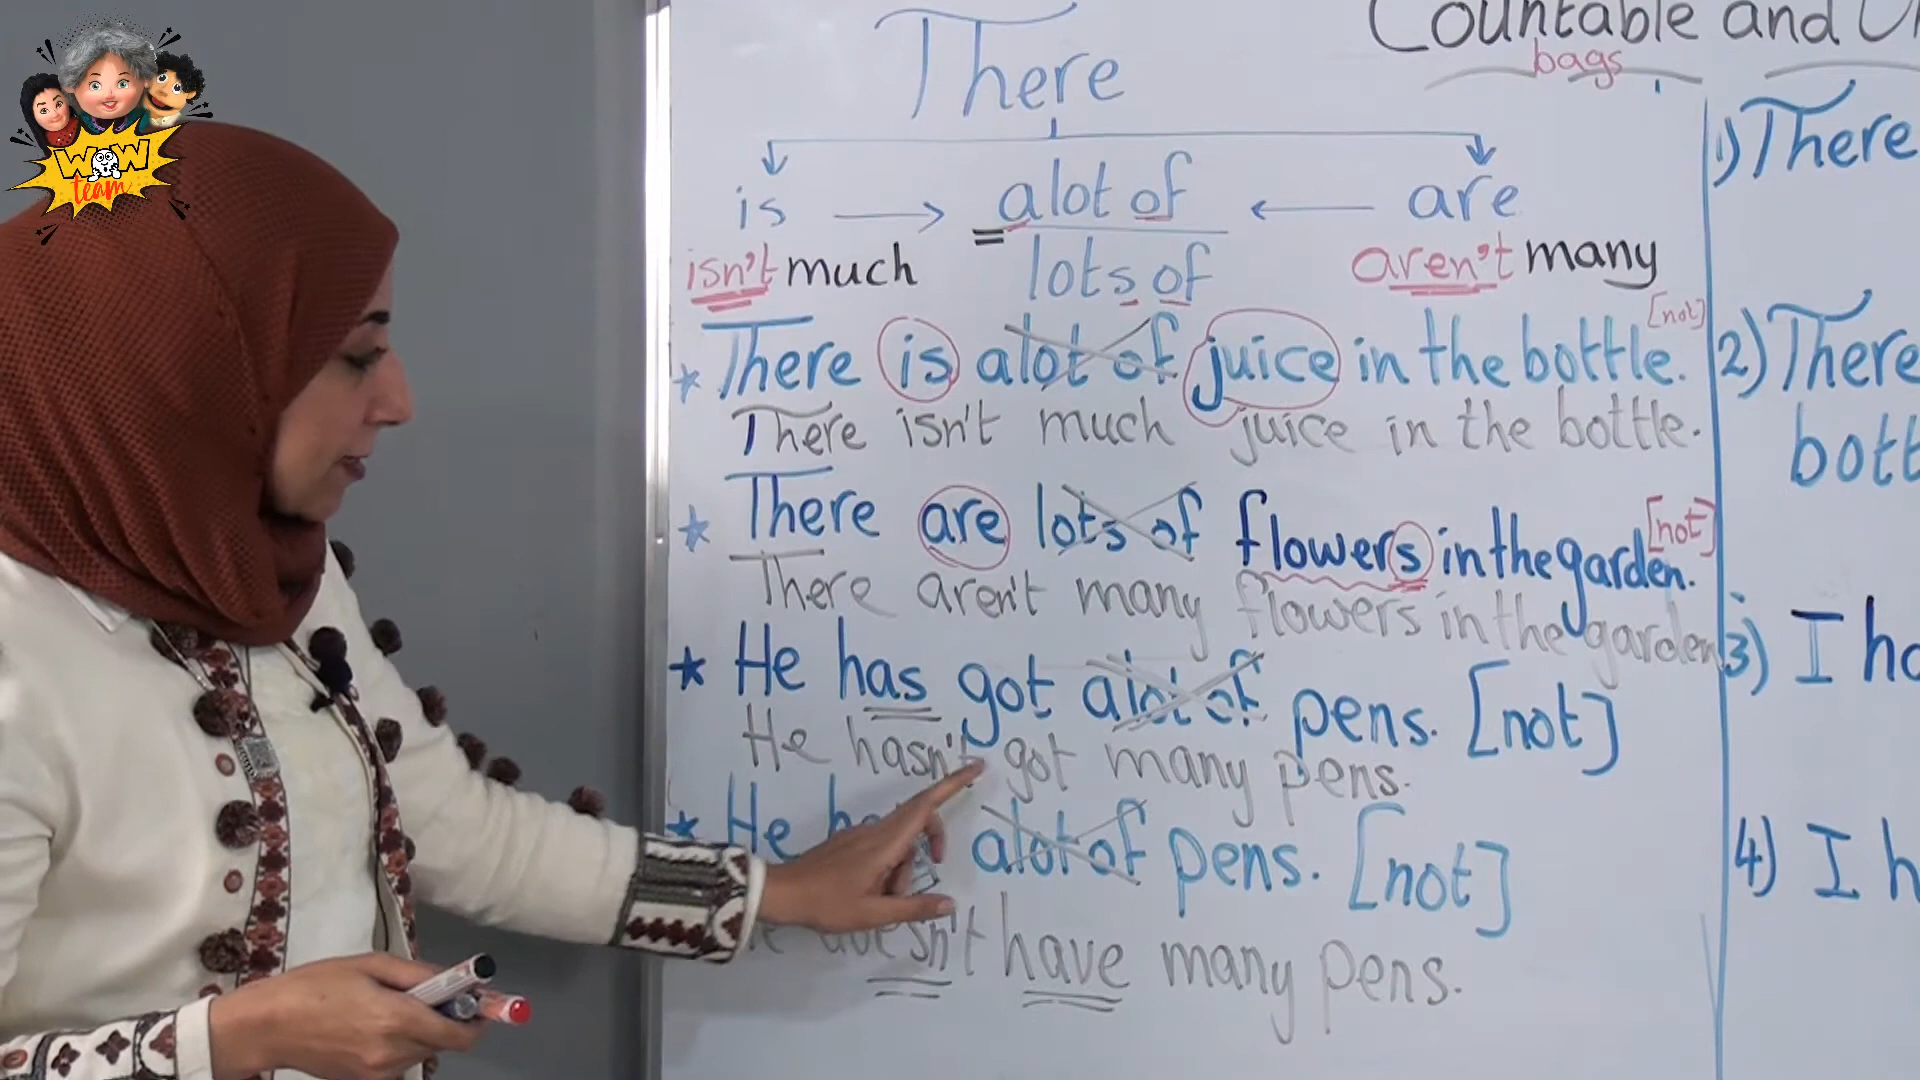 WOW
team
Countable and
bags
There
is
alot of
are
isn't much
=
lots of
aren't many
There is alot of juice in the bottle. [not]
There isn't much juice in the bottle.
There are lots of flowers in the garden. [not]
There aren't many flowers in the garden
He has got alot of pens. [not]
He hasn't got many pens.
He alot of pens. [not]
doesn't have many pens.
1) There
2) There
bott
3) I ha
4) I h